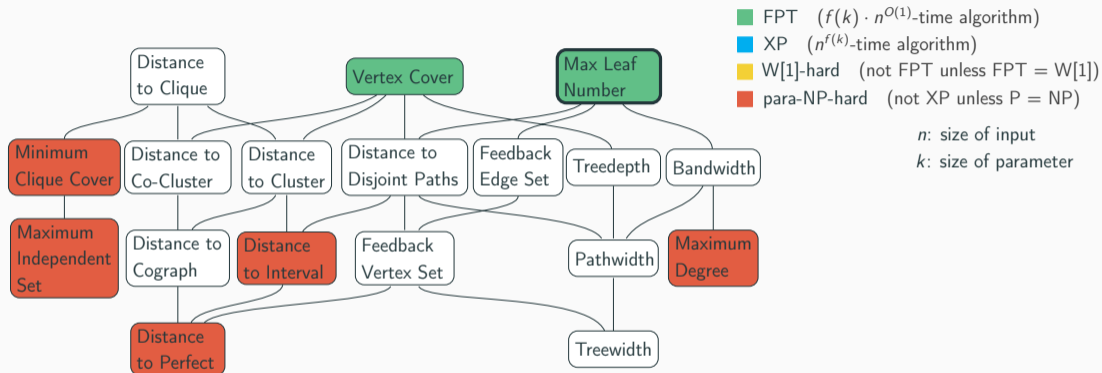 FPT (f(k) · n^{O(1)}-time algorithm)
XP (n^{f(k)}-time algorithm)
W[1]-hard (not FPT unless FPT = W[1])
para-NP-hard (not XP unless P = NP)
n: size of input
k: size of parameter
Distance
to Clique
Vertex Cover
Max Leaf
Number
Minimum
Clique Cover
Distance to
Co-Cluster
Distance
to Cluster
Distance to
Disjoint Paths
Feedback
Edge Set
Treedepth
Bandwidth
Maximum
Independent
Set
Distance to
Cograph
Distance
to Interval
Feedback
Vertex Set
Pathwidth
Maximum
Degree
Distance
to Perfect
Treewidth